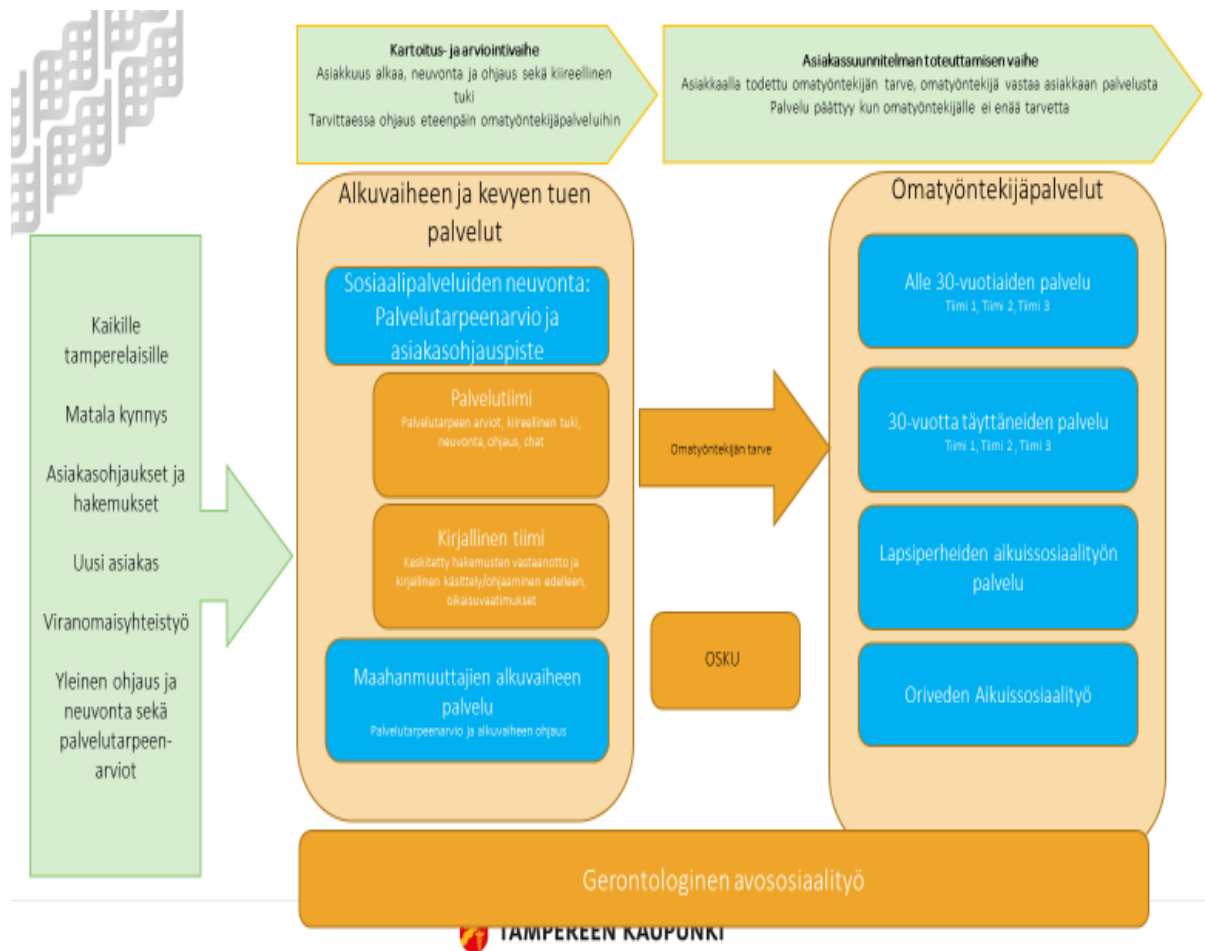 Kartoitus- ja arviointivaihe
Asiakkuus alkaa, neuvonta ja ohjaus sekä kiireellinen
tuki
Tarvittaessa ohjaus eteenpäin omatyöntekijäpalveluihin
Asiakassuunnitelman toteuttamisen vaihe
Asiakkaalla todettu omatyöntekijän tarve, omatyöntekijä vastaa asiakkaan palvelusta
Palvelu päättyy kun omatyöntekijälle ei enää tarvetta
Kaikille
tamperelaisille
Matala kynnys
Asiakasohjaukset ja
hakemukset
Uusi asiakas
Viranomaisyhteistyö
Yleinen ohjaus ja
neuvonta sekä
palvelutarpeen-
arviot
Alkuvaiheen ja kevyen tuen
palvelut
Sosiaalipalveluiden neuvonta:
Palvelutarpeenarvio ja
asiakasohjauspiste
Palvelutiimi
Palvelutarpeen arviot, kiireellinen tuki,
neuvonta, ohjaus, chat
Kirjallinen tiimi
Keskitetty hakemusten vastaanotto ja
kirjallinen käsittely/ohjaaminen edelleen,
oikaisuvaatimukset
Maahanmuuttajien alkuvaiheen
palvelu
Palvelutarpeenarvio ja alkuvaiheen ohjaus
Omatyöntekijän tarve
OSKU
Omatyöntekijäpalvelut
Alle 30-vuotiaiden palvelu
Tiimi 1, Tiimi 2, Tiimi 3
30-vuotta täyttäneiden palvelu
Tiimi 1, Tiimi 2, Tiimi 3
Lapsiperheiden aikuissosiaalityön
palvelu
Oriveden Aikuissosiaalityö
Gerontologinen avososiaalityö
TAMPEREEN KAUPUNKI